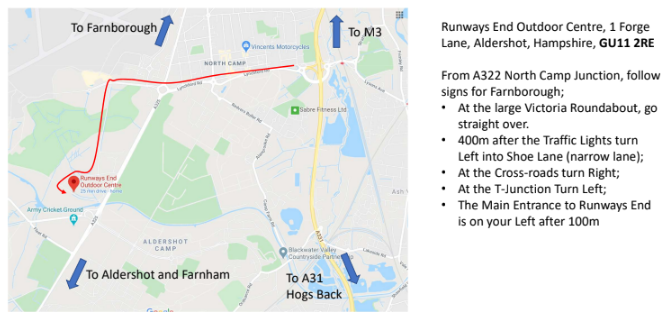 To Farnborough
To M3
Vincents Motorcycles
NORTH CAMP
Lynchford Rd
Sabre Fitness Ltd
Runways End
Outdoor Centre
Army Cricket Ground
ALDERSHOT
CAMP
Blackwater Valley
Countryside Partnership
A331
Ash
To Aldershot and Farnham
To A31
Hogs Back
Google
Runways End Outdoor Centre, 1 Forge
Lane, Aldershot, Hampshire, GU11 2RE
From A322 North Camp Junction, follow
signs for Farnborough;
• At the large Victoria Roundabout, go
straight over.
• 400m after the Traffic Lights turn
Left into Shoe Lane (narrow lane);
• At the Cross-roads turn Right;
• At the T-Junction Turn Left;
• The Main Entrance to Runways End
is on your Left after 100m